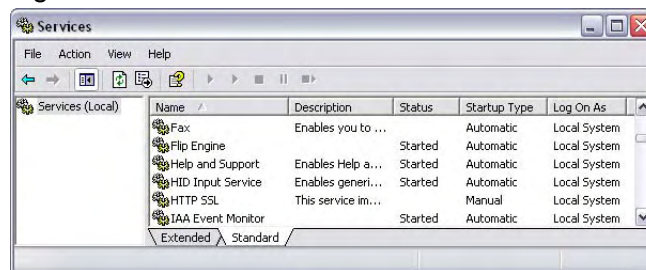 Services
File Action View Help
Services (Local)
Name Description Status Startup Type Log On As
Fax Enables you to ... Automatic Local System
Flip Engine Started Automatic Local System
Help and Support Enables Help a... Started Automatic Local System
HID Input Service Enables generi... Started Automatic Local System
HTTP SSL This service im... Manual Local System
IAA Event Monitor Started Automatic Local System
Extended Standard